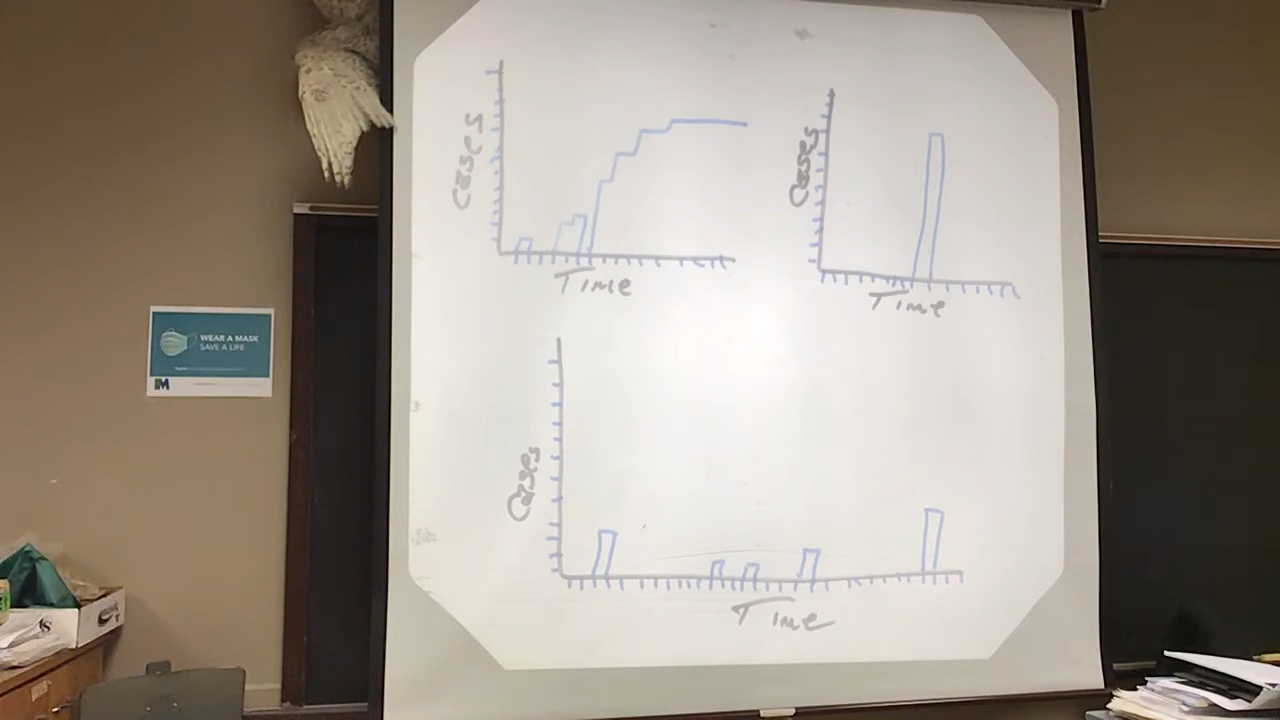 Cases
Time
Cases
Time
WEAR A MASK
SAVE A LIFE
M
Cases
Time